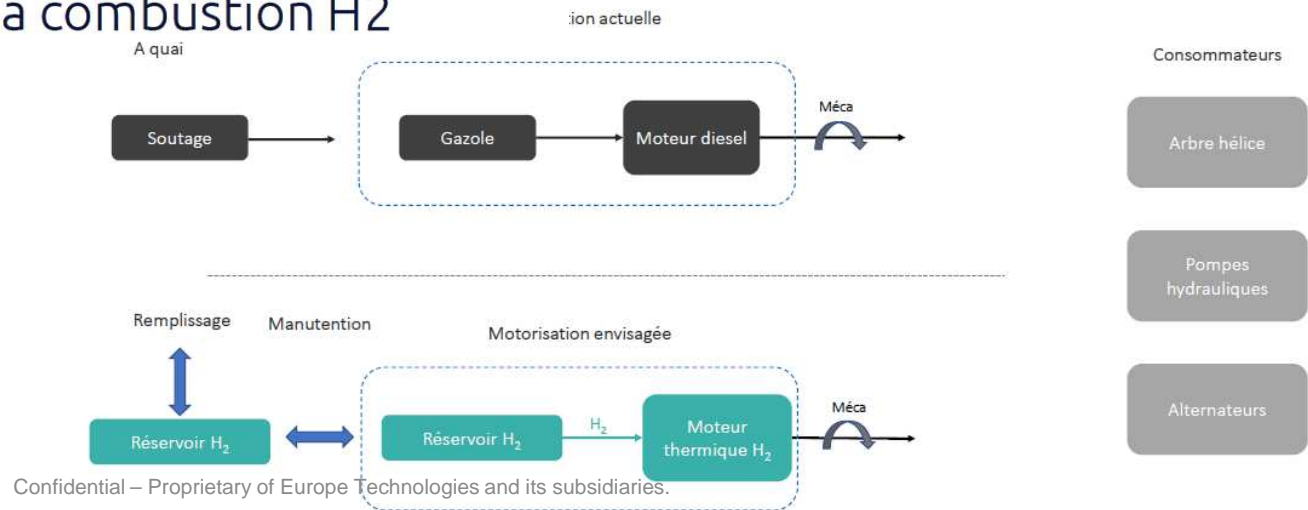 a combustion H2
ion actuelle
A quai
Consommateurs
Soutage
Gazole
Moteur diesel
Méca
Arbre hélice
Pompes
hydrauliques
Remplissage
Manutention
Motorisation envisagée
Réservoir H₂
Réservoir H₂
H₂
Moteur
thermique H₂
Méca
Alternateurs
Confidential – Proprietary of Europe Technologies and its subsidiaries.